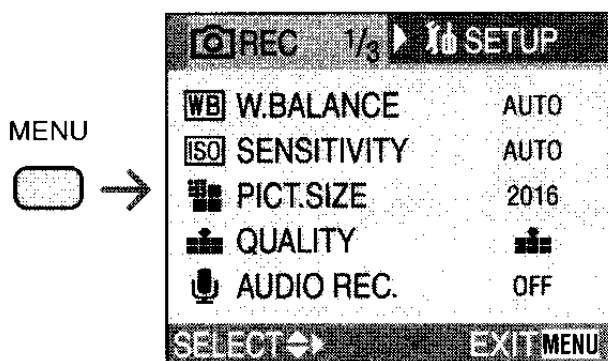 REC 1/3 SETUP
WB W.BALANCE AUTO
MENU
ISO SENSITIVITY AUTO
PICT.SIZE 2016
QUALITY
AUDIO REC. OFF
SELECT EXIT MENU